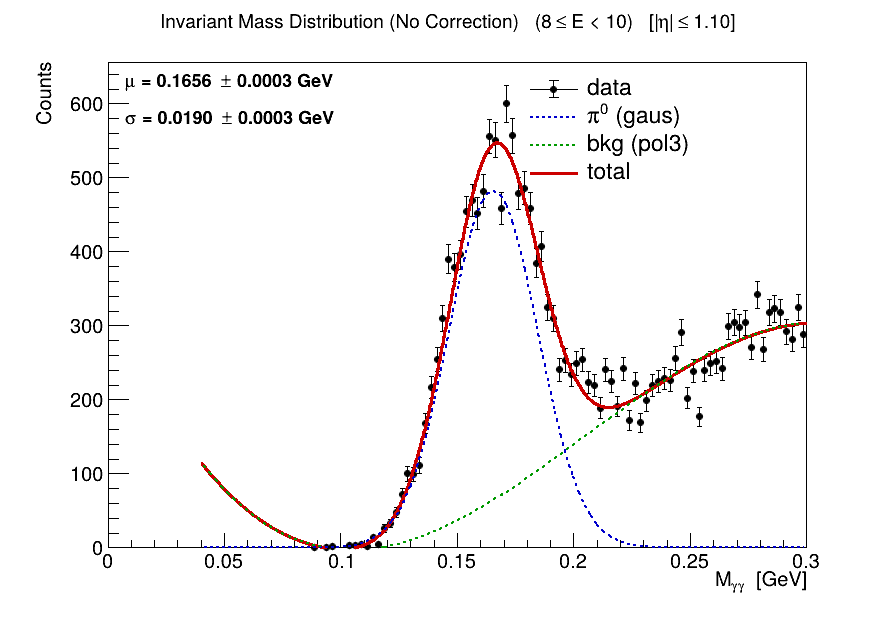 Invariant Mass Distribution (No Correction) (8 ≤ E < 10) [|η| ≤ 1.10]
Counts
μ = 0.1656 ± 0.0003 GeV
σ = 0.0190 ± 0.0003 GeV
data
π⁰ (gaus)
bkg (pol3)
total
600
500
400
300
200
100
0
0 0.05 0.1 0.15 0.2 0.25 0.3
Mγγ [GeV]